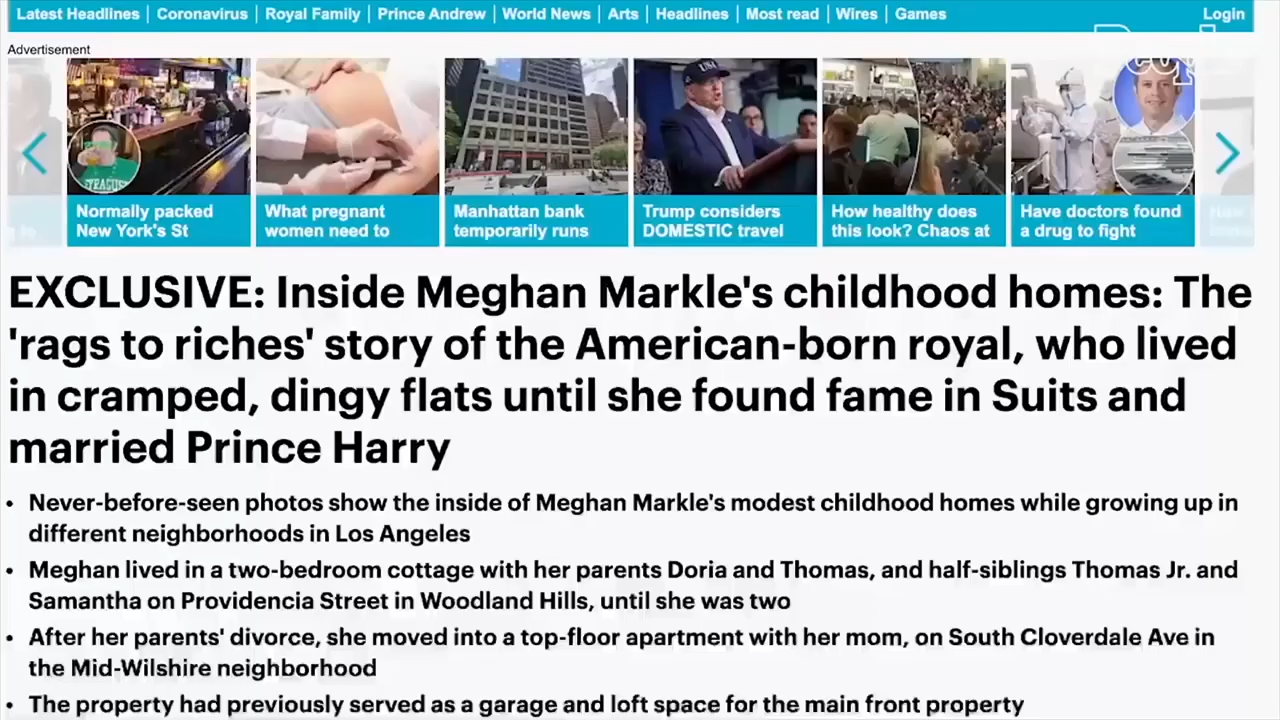 Latest Headlines | Coronavirus | Royal Family | Prince Andrew | World News | Arts | Headlines | Most read | Wires | Games Login
Advertisement
USA
SYRACUSE
Normally packed
New York's St
What pregnant
women need to
Manhattan bank
temporarily runs
Trump considers
DOMESTIC travel
How healthy does
this look? Chaos at
Have doctors found
a drug to fight
EXCLUSIVE: Inside Meghan Markle's childhood homes: The
'rags to riches' story of the American-born royal, who lived
in cramped, dingy flats until she found fame in Suits and
married Prince Harry
• Never-before-seen photos show the inside of Meghan Markle's modest childhood homes while growing up in
different neighborhoods in Los Angeles
• Meghan lived in a two-bedroom cottage with her parents Doria and Thomas, and half-siblings Thomas Jr. and
Samantha on Providencia Street in Woodland Hills, until she was two
• After her parents' divorce, she moved into a top-floor apartment with her mom, on South Cloverdale Ave in
the Mid-Wilshire neighborhood
• The property had previously served as a garage and loft space for the main front property